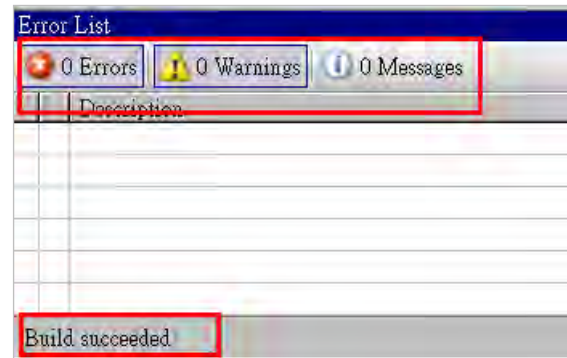 Error List
0 Errors 0 Warnings 0 Messages
Description
Build succeeded